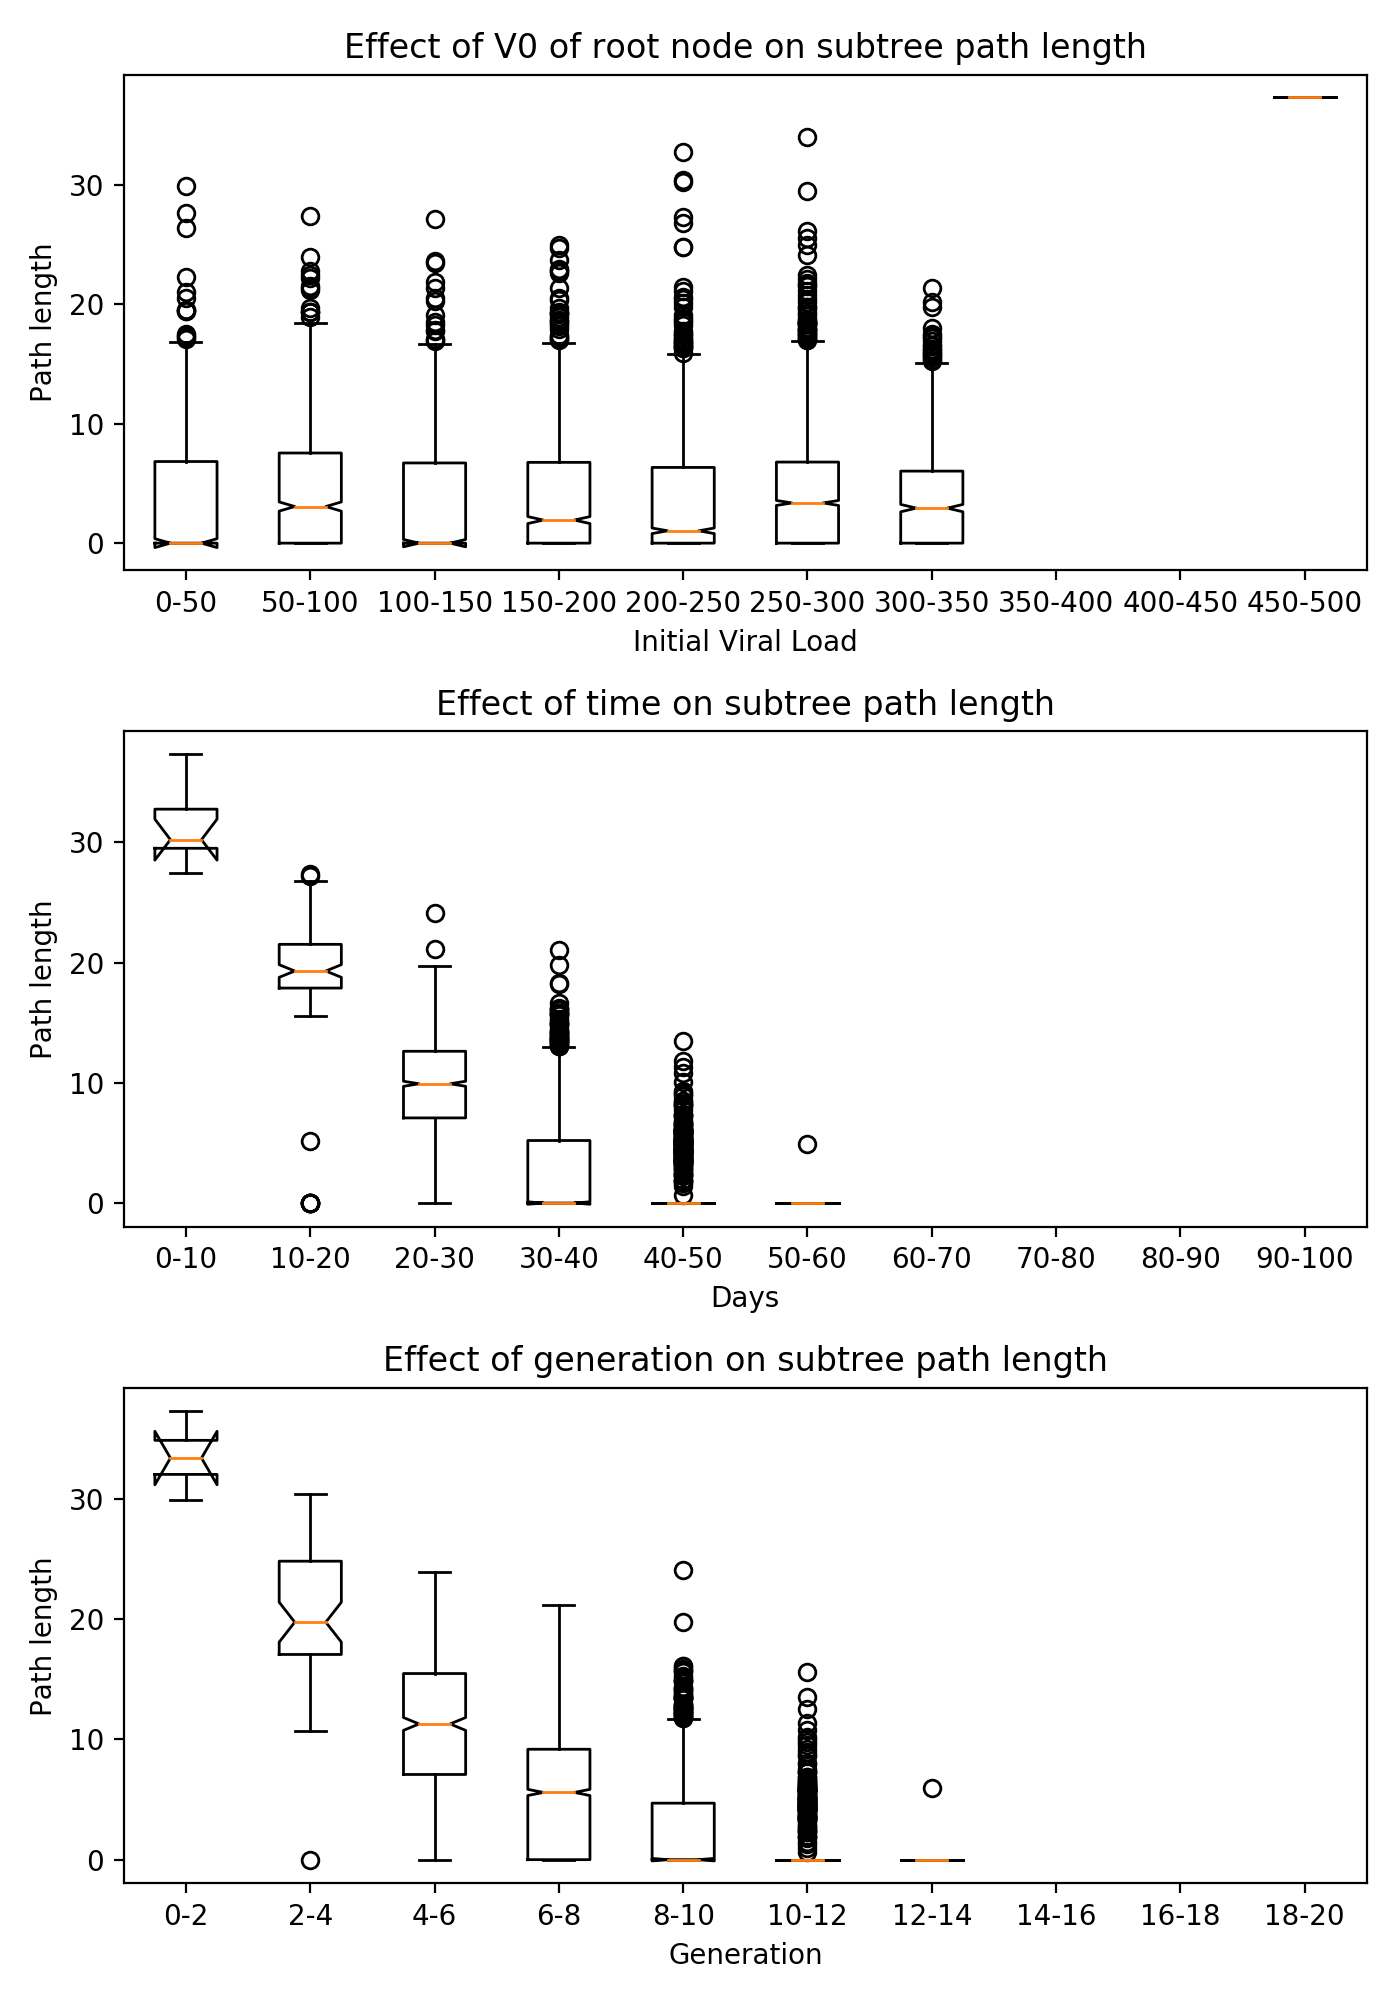 Effect of V0 of root node on subtree path length
30
20
10
0
Path length
0-50 50-100 100-150 150-200 200-250 250-300 300-350 350-400 400-450 450-500
Initial Viral Load
Effect of time on subtree path length
30
20
10
0
Path length
0-10 10-20 20-30 30-40 40-50 50-60 60-70 70-80 80-90 90-100
Days
Effect of generation on subtree path length
30
20
10
0
Path length
0-2 2-4 4-6 6-8 8-10 10-12 12-14 14-16 16-18 18-20
Generation